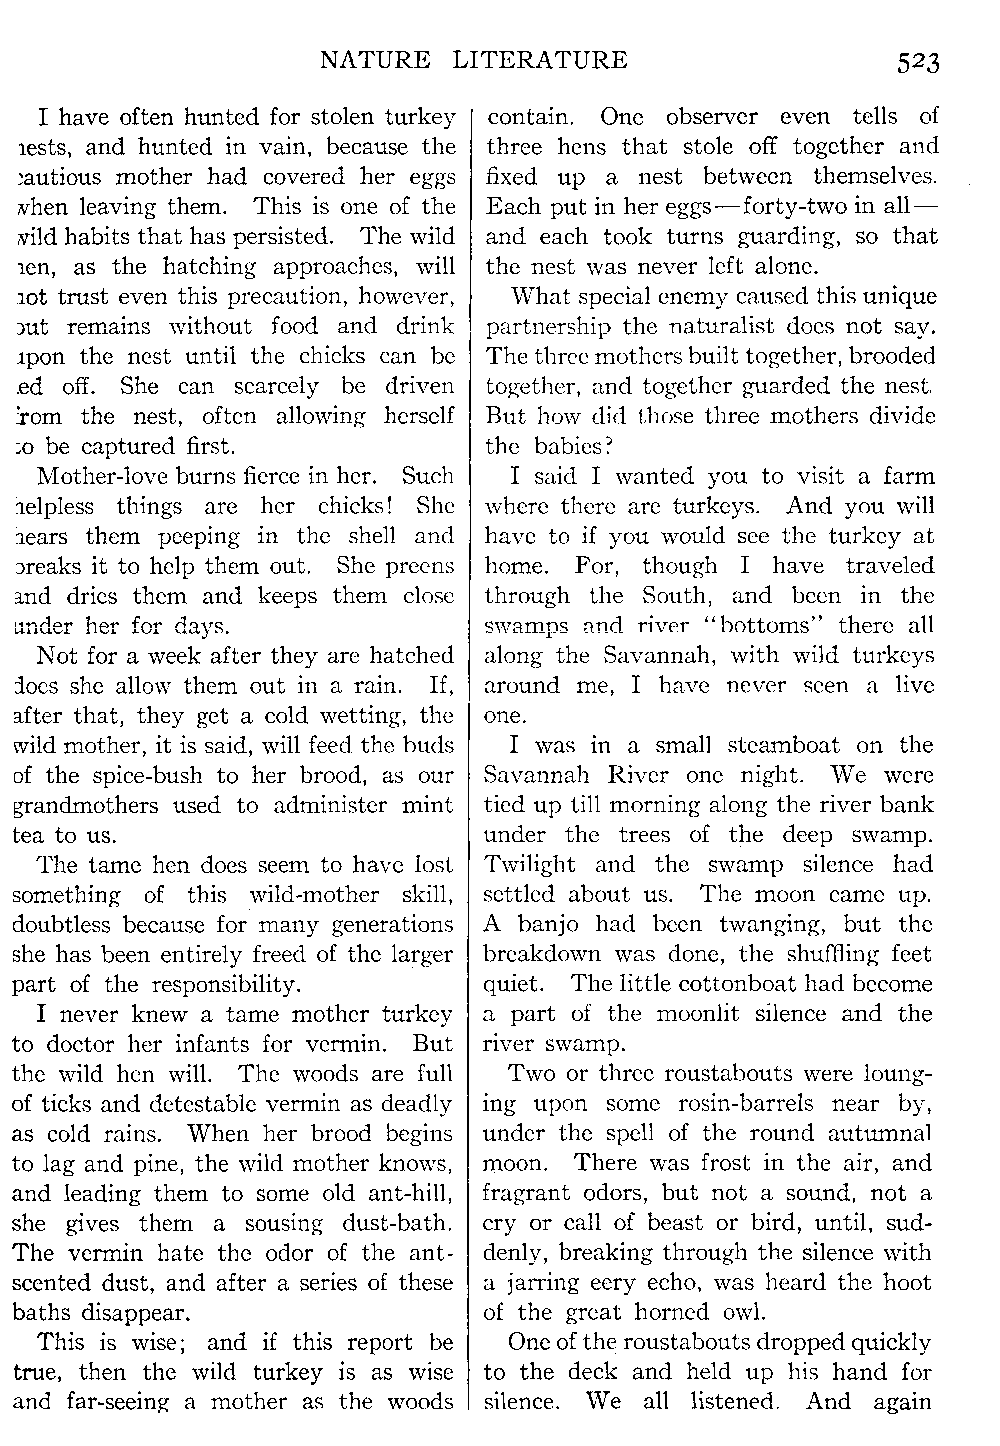 NATURE LITERATURE 523
I have often hunted for stolen turkey
nests, and hunted in vain, because the
cautious mother had covered her eggs
when leaving them. This is one of the
wild habits that has persisted. The wild
hen, as the hatching approaches, will
not trust even this precaution, however,
but remains without food and drink
upon the nest until the chicks can be
led off. She can scarcely be driven
from the nest, often allowing herself
to be captured first.
Mother-love burns fierce in her. Such
helpless things are her chicks! She
hears them peeping in the shell and
breaks it to help them out. She preens
and dries them and keeps them close
under her for days.
Not for a week after they are hatched
does she allow them out in a rain. If,
after that, they get a cold wetting, the
wild mother, it is said, will feed the buds
of the spice-bush to her brood, as our
grandmothers used to administer mint
tea to us.
The tame hen does seem to have lost
something of this wild-mother skill,
doubtless because for many generations
she has been entirely freed of the larger
part of the responsibility.
I never knew a tame mother turkey
to doctor her infants for vermin. But
the wild hen will. The woods are full
of ticks and detestable vermin as deadly
as cold rains. When her brood begins
to lag and pine, the wild mother knows,
and leading them to some old ant-hill,
she gives them a sousing dust-bath.
The vermin hate the odor of the ant-
scented dust, and after a series of these
baths disappear.
This is wise; and if this report be
true, then the wild turkey is as wise
and far-seeing a mother as the woods
contain. One observer even tells of
three hens that stole off together and
fixed up a nest between themselves.
Each put in her eggs—forty-two in all—
and each took turns guarding, so that
the nest was never left alone.
What special enemy caused this unique
partnership the naturalist does not say.
The three mothers built together, brooded
together, and together guarded the nest.
But how did those three mothers divide
the babies?
I said I wanted you to visit a farm
where there are turkeys. And you will
have to if you would see the turkey at
home. For, though I have traveled
through the South, and been in the
swamps and river “bottoms” there all
along the Savannah, with wild turkeys
around me, I have never seen a live
one.
I was in a small steamboat on the
Savannah River one night. We were
tied up till morning along the river bank
under the trees of the deep swamp.
Twilight and the swamp silence had
settled about us. The moon came up.
A banjo had been twanging, but the
breakdown was done, the shuffling feet
quiet. The little cottonboat had become
a part of the moonlit silence and the
river swamp.
Two or three roustabouts were loung-
ing upon some rosin-barrels near by,
under the spell of the round autumnal
moon. There was frost in the air, and
fragrant odors, but not a sound, not a
cry or call of beast or bird, until, sud-
denly, breaking through the silence with
a jarring eery echo, was heard the hoot
of the great horned owl.
One of the roustabouts dropped quickly
to the deck and held up his hand for
silence. We all listened. And again